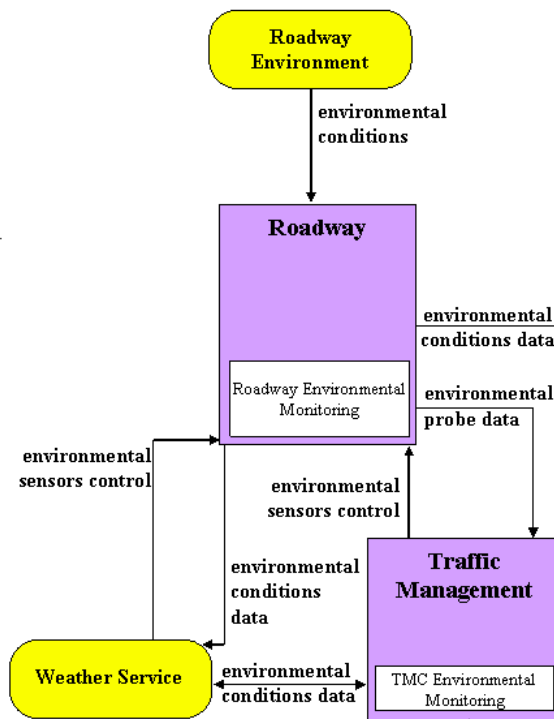 Roadway
Environment
environmental
conditions
Roadway
environmental
conditions data
Roadway Environmental
Monitoring
environmental
probe data
environmental
sensors control
environmental
sensors control
Traffic
Management
environmental
conditions
data
Weather Service
environmental
conditions data
TMC Environmental
Monitoring